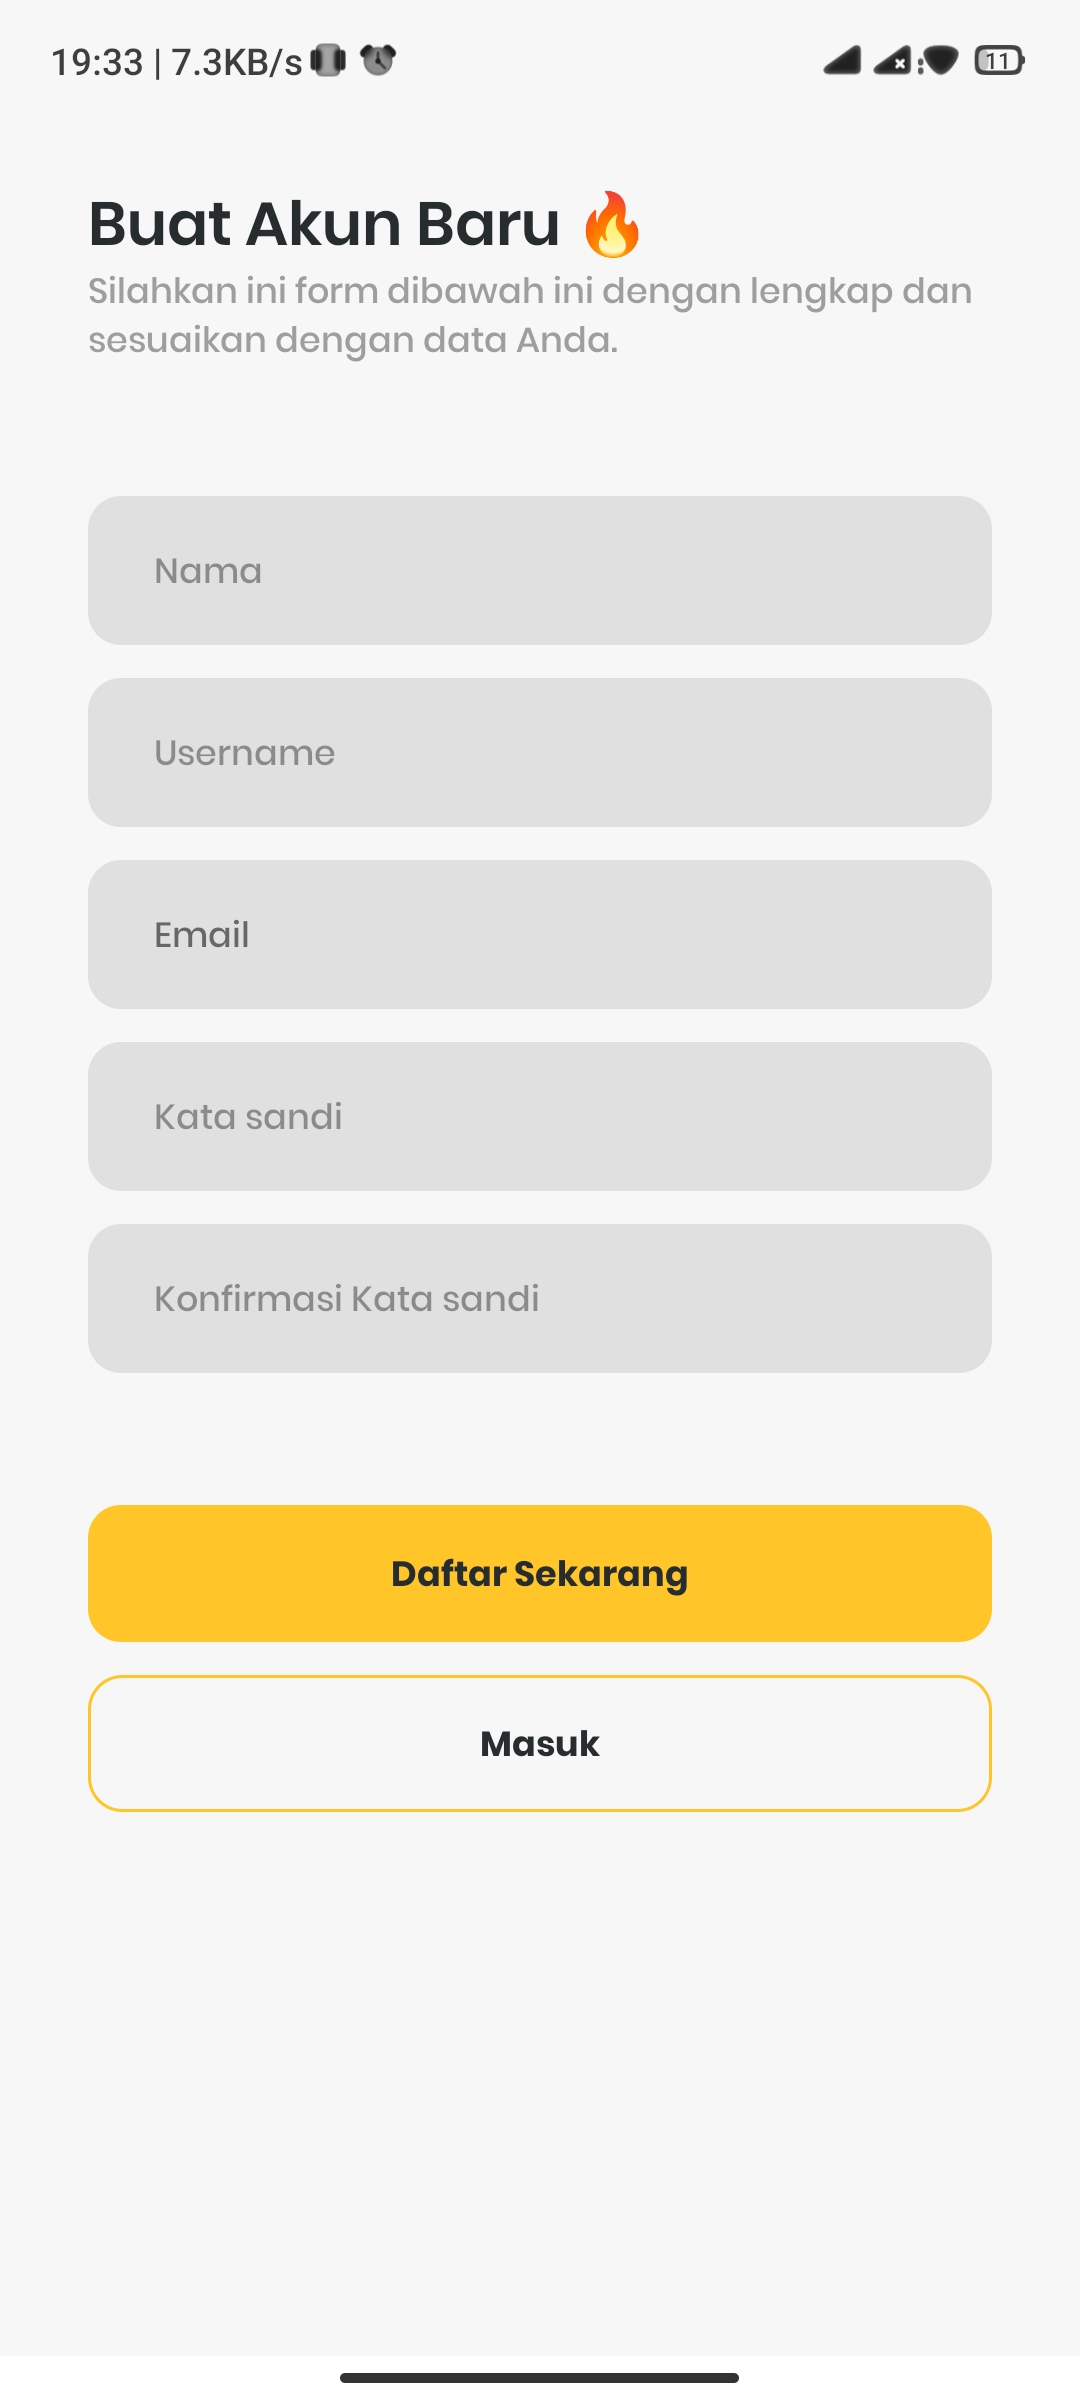 19:33 | 7.3KB/s
11
Buat Akun Baru 🔥
Silahkan ini form dibawah ini dengan lengkap dan
sesuaikan dengan data Anda.
Nama
Username
Email
Kata sandi
Konfirmasi Kata sandi
Daftar Sekarang
Masuk